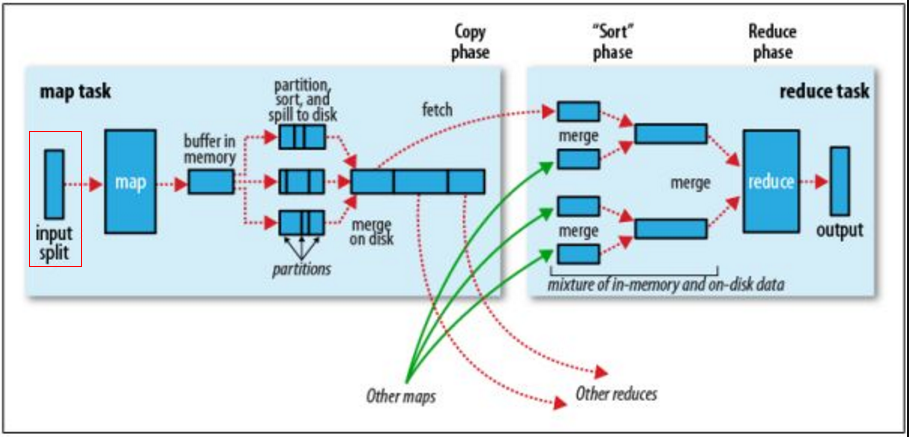 Copy
phase
“Sort”
phase
Reduce
phase
map task
partition,
sort, and
spill to disk
fetch
reduce task
buffer in
memory
merge
map
merge
reduce
input
split
merge
on disk
merge
output
partitions
mixture of in-memory and on-disk data
Other maps
Other reduces